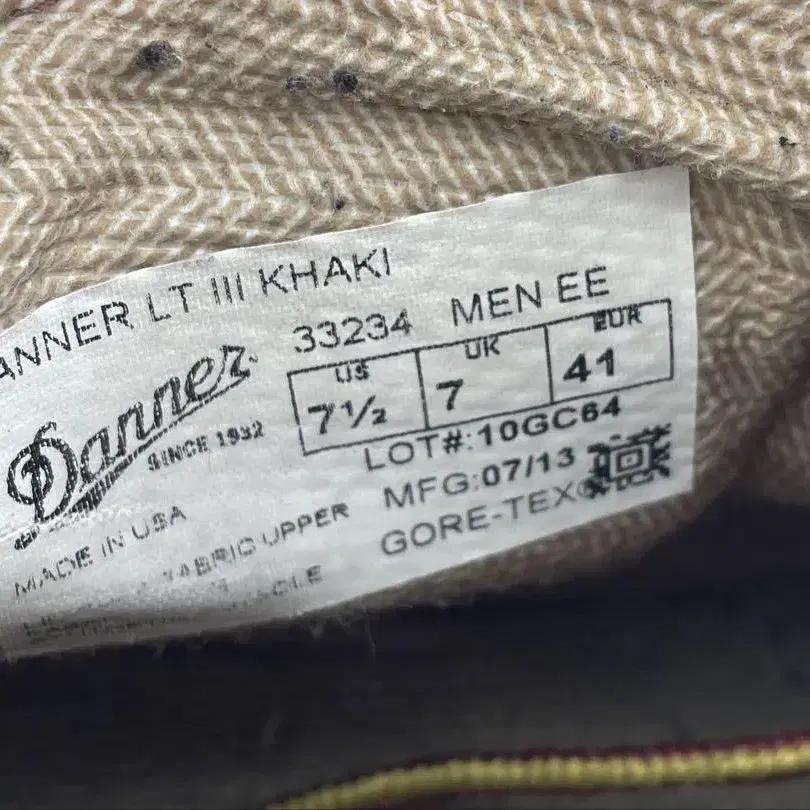 ANNER LT III KHAKI
33234 MEN EE
US UK EUR
7½ 7 41
Danner
SINCE 1932
LOT#:10GC64
MFG:07/13
GORE-TEX®
MADE IN USA
FABRIC UPPER